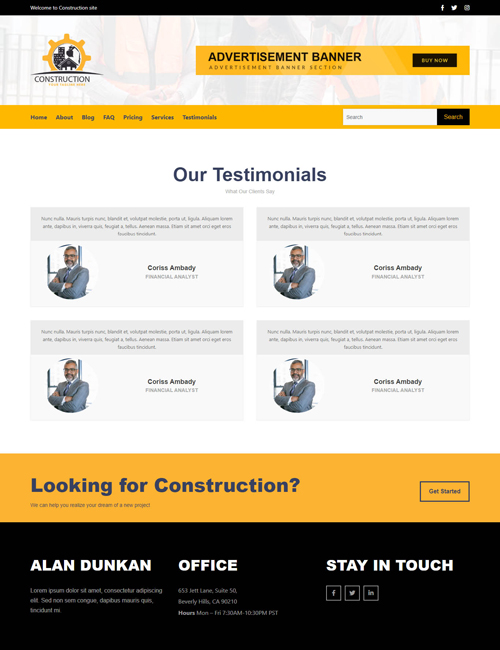 Welcome to Construction site
CONSTRUCTION
YOUR TAGLINE HERE
ADVERTISEMENT BANNER
ADVERTISEMENT BANNER SECTION
BUY NOW
Home About Blog FAQ Pricing Services Testimonials
Search Search
Our Testimonials
What Our Clients Say
Nunc nulla. Mauris turpis nunc, blandit et, volutpat molestie, porta ut, ligula. Aliquam lorem
ante, dapibus in, viverra quis, feugiat a, tellus. Aenean massa. Etiam sit amet orci eget eros
faucibus tincidunt.
Coriss Ambady
FINANCIAL ANALYST
Nunc nulla. Mauris turpis nunc, blandit et, volutpat molestie, porta ut, ligula. Aliquam lorem
ante, dapibus in, viverra quis, feugiat a, tellus. Aenean massa. Etiam sit amet orci eget eros
faucibus tincidunt.
Coriss Ambady
FINANCIAL ANALYST
Nunc nulla. Mauris turpis nunc, blandit et, volutpat molestie, porta ut, ligula. Aliquam lorem
ante, dapibus in, viverra quis, feugiat a, tellus. Aenean massa. Etiam sit amet orci eget eros
faucibus tincidunt.
Coriss Ambady
FINANCIAL ANALYST
Nunc nulla. Mauris turpis nunc, blandit et, volutpat molestie, porta ut, ligula. Aliquam lorem
ante, dapibus in, viverra quis, feugiat a, tellus. Aenean massa. Etiam sit amet orci eget eros
faucibus tincidunt.
Coriss Ambady
FINANCIAL ANALYST
Looking for Construction?
We can help you realize your dream of a new project
Get Started
ALAN DUNKAN
Lorem ipsum dolor sit amet, consectetur adipiscing
elit. Sed non sem congue, dapibus mauris quis,
tincidunt mi.
OFFICE
653 Jett Lane, Suite 50,
Beverly Hills, CA 90210
Hours Mon – Fri 7:30AM-10:30PM PST
STAY IN TOUCH